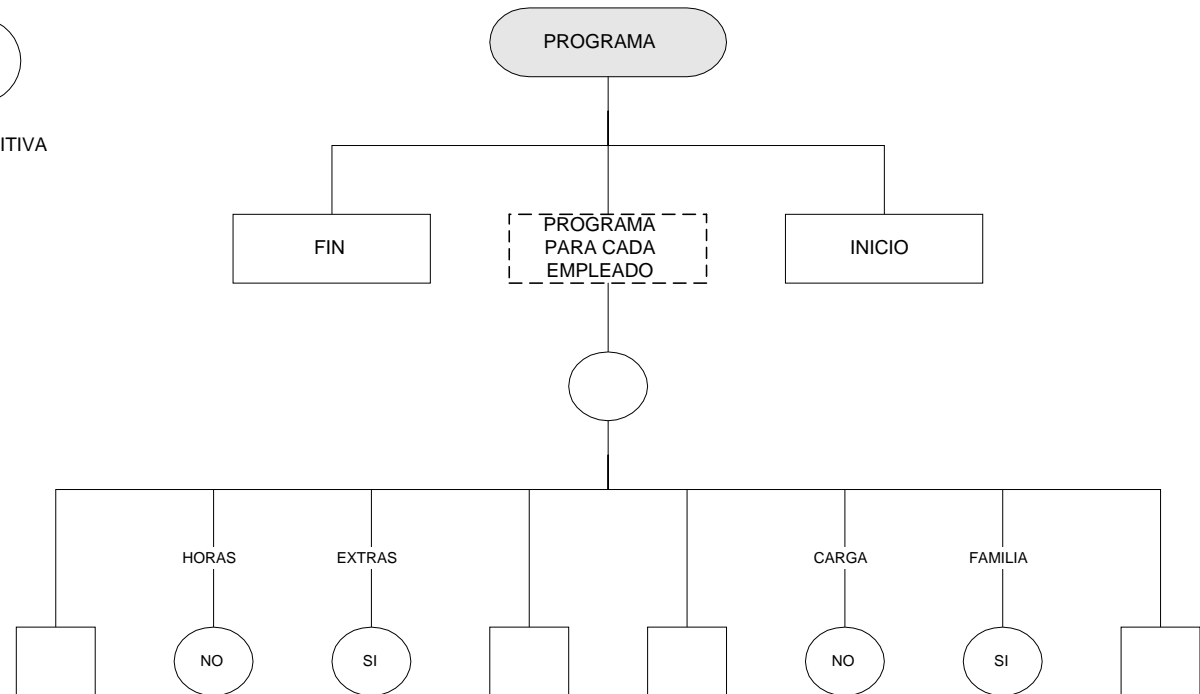 PROGRAMA
ITIVA
FIN
PROGRAMA
PARA CADA
EMPLEADO
INICIO
HORAS
EXTRAS
CARGA
FAMILIA
NO
SI
NO
SI